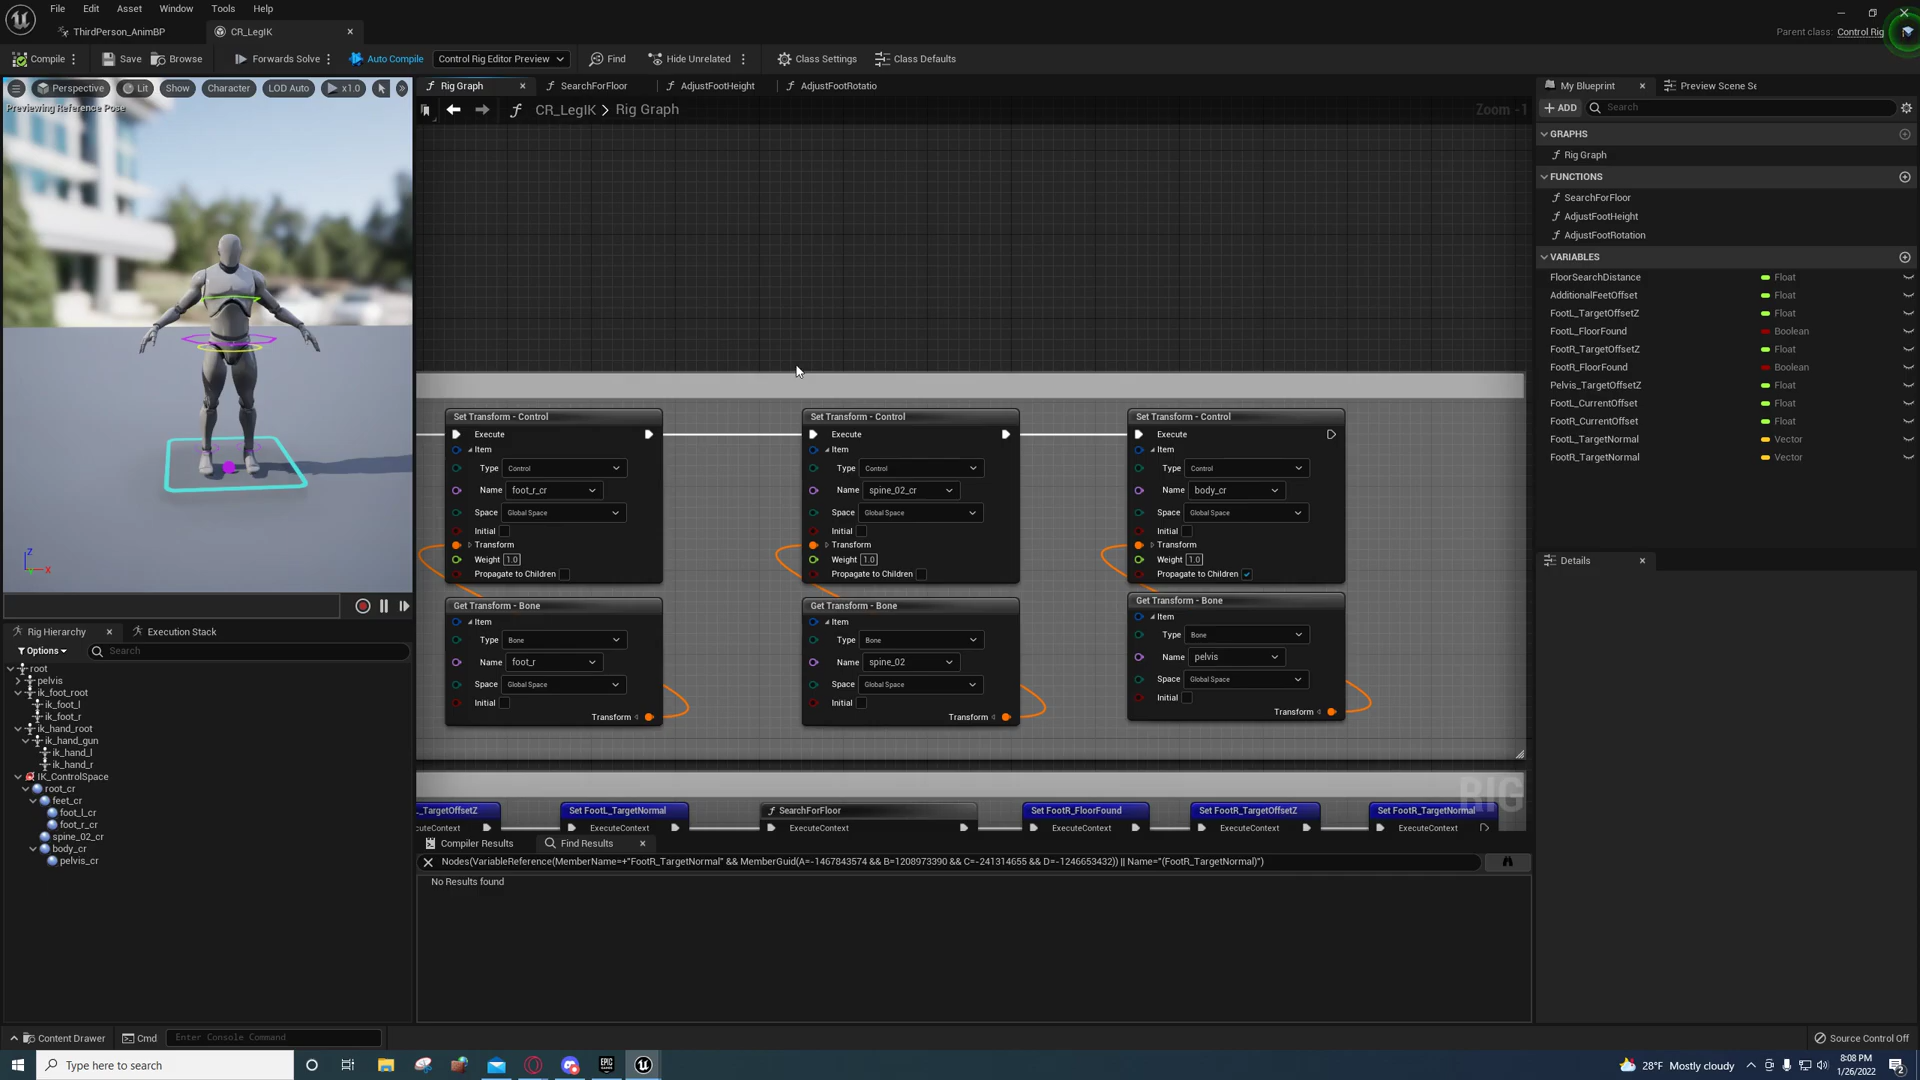 File Edit Asset Window Tools Help
ThirdPerson_AnimBP CR_LegIK
Parent class: Control Rig
Compile Save Browse Forwards Solve Auto Compile Control Rig Editor Preview Find Hide Unrelated Class Settings Class Defaults
Perspective Lit Show Character LOD Auto x1.0
Previewing Reference Pose
Rig Graph SearchForFloor AdjustFootHeight AdjustFootRotatio
CR_LegIK > Rig Graph
Zoom -1
My Blueprint Preview Scene Se
ADD Search
GRAPHS
Rig Graph
FUNCTIONS
SearchForFloor
AdjustFootHeight
AdjustFootRotation
VARIABLES
FloorSearchDistance Float
AdditionalFeetOffset Float
FootL_TargetOffsetZ Float
FootL_FloorFound Boolean
FootR_TargetOffsetZ Float
FootR_FloorFound Boolean
Pelvis_TargetOffsetZ Float
FootL_CurrentOffset Float
FootR_CurrentOffset Float
FootL_TargetNormal Vector
FootR_TargetNormal Vector
Details
Set Transform - Control
Execute
Item
Type Control
Name foot_r_cr
Space Global Space
Initial
Transform
Weight 1.0
Propagate to Children
Get Transform - Bone
Item
Type Bone
Name foot_r
Space Global Space
Initial
Transform
Set Transform - Control
Execute
Item
Type Control
Name spine_02_cr
Space Global Space
Initial
Transform
Weight 1.0
Propagate to Children
Get Transform - Bone
Item
Type Bone
Name spine_02
Space Global Space
Initial
Transform
Set Transform - Control
Execute
Item
Type Control
Name body_cr
Space Global Space
Initial
Transform
Weight 1.0
Propagate to Children
Get Transform - Bone
Item
Type Bone
Name pelvis
Space Global Space
Initial
Transform
RIG
_TargetOffsetZ Set FootL_TargetNormal SearchForFloor Set FootR_FloorFound Set FootR_TargetOffsetZ Set FootR_TargetNormal
cuteContext ExecuteContext ExecuteContext ExecuteContext ExecuteContext ExecuteContext
Z
X
Rig Hierarchy Execution Stack
Options Search
root
pelvis
ik_foot_root
ik_foot_l
ik_foot_r
ik_hand_root
ik_hand_gun
ik_hand_l
ik_hand_r
IK_ControlSpace
root_cr
feet_cr
foot_l_cr
foot_r_cr
spine_02_cr
body_cr
pelvis_cr
Compiler Results Find Results
Nodes(VariableReference(MemberName=+"FootR_TargetNormal" && MemberGuid(A=-1467843574 && B=1208973390 && C=-241314655 && D=-1246653432)) || Name="(FootR_TargetNormal)")
No Results found
Content Drawer Cmd Enter Console Command Source Control Off
Type here to search
EPIC GAMES
28°F Mostly cloudy
8:08 PM
1/26/2022
2